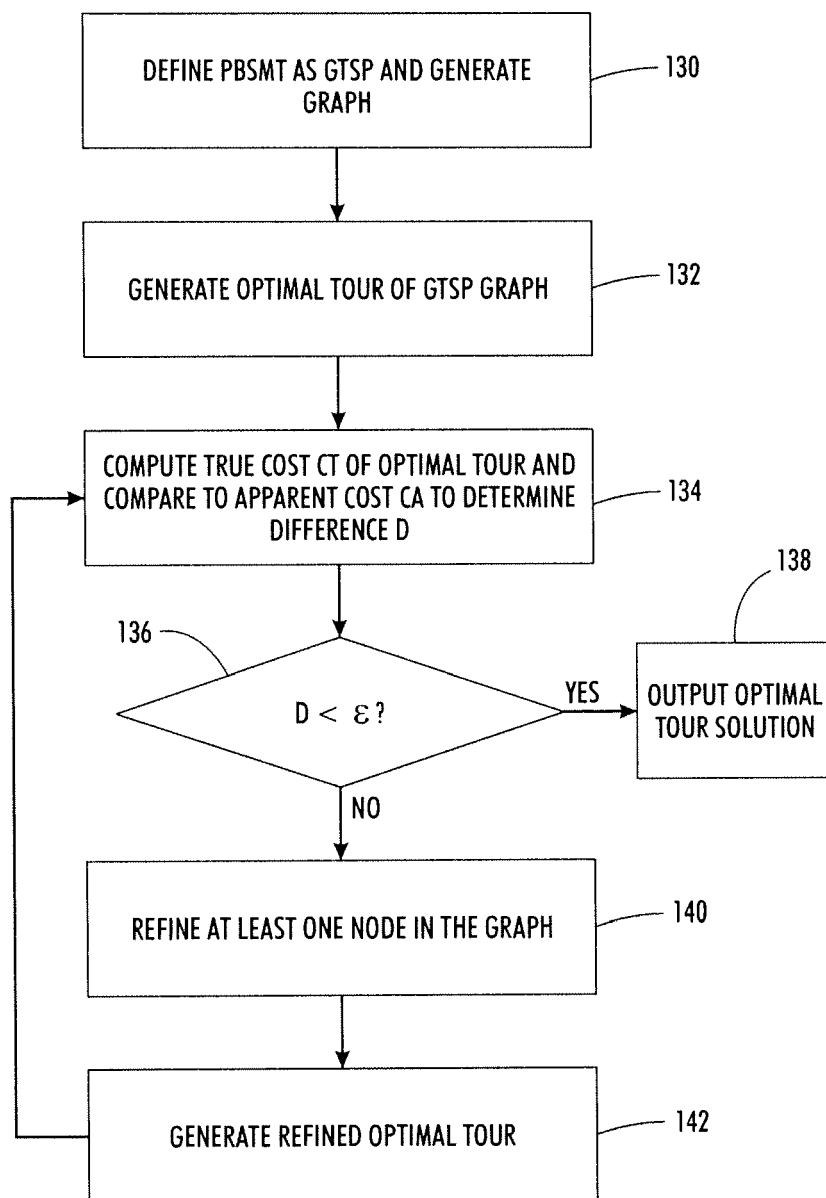 DEFINE PBSMT AS GTSP AND GENERATE
GRAPH
130
GENERATE OPTIMAL TOUR OF GTSP GRAPH
132
COMPUTE TRUE COST CT OF OPTIMAL TOUR AND
COMPARE TO APPARENT COST CA TO DETERMINE
DIFFERENCE D
134
138
136
D < ε?
YES
OUTPUT OPTIMAL
TOUR SOLUTION
NO
REFINE AT LEAST ONE NODE IN THE GRAPH
140
GENERATE REFINED OPTIMAL TOUR
142